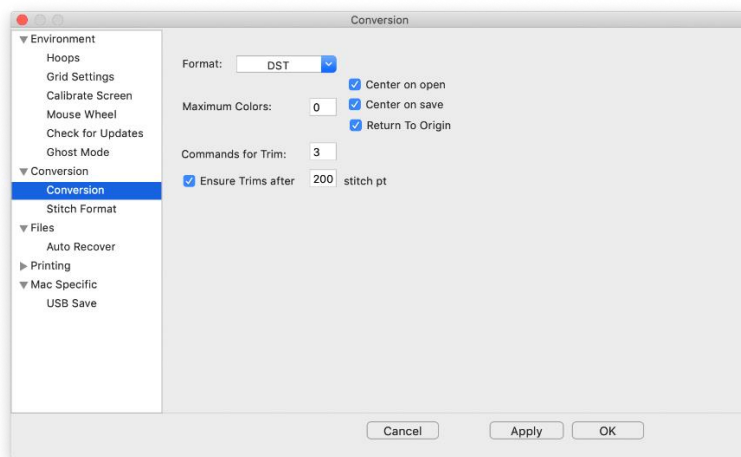 Conversion
Environment
Hoops
Grid Settings
Calibrate Screen
Mouse Wheel
Check for Updates
Ghost Mode
Conversion
Conversion
Stitch Format
Files
Auto Recover
Printing
Mac Specific
USB Save
Format: DST
Center on open
Maximum Colors: 0
Center on save
Return To Origin
Commands for Trim: 3
Ensure Trims after 200 stitch pt
Cancel
Apply
OK